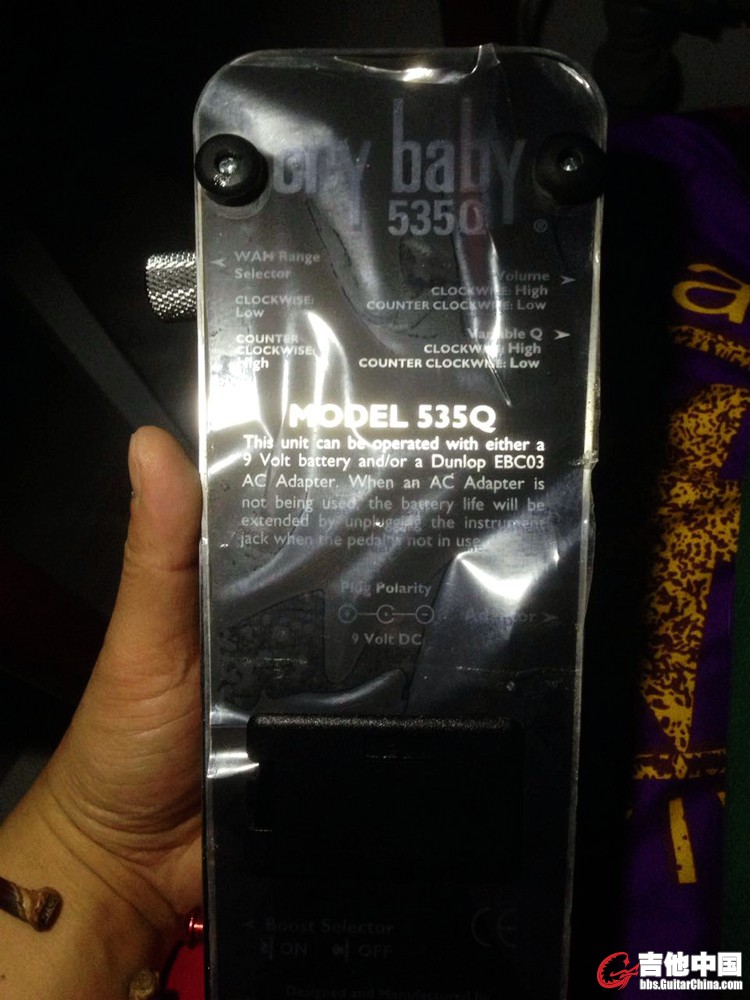 cry baby
535Q
®
WAH Range
Selector
CLOCKWISE:
Low
COUNTER
CLOCKWISE:
High
Volume
CLOCKWISE: High
COUNTER CLOCKWISE: Low
Variable Q
CLOCKWISE: High
COUNTER CLOCKWISE: Low
MODEL 535Q
This unit can be operated with either a
9 Volt battery and/or a Dunlop EBC03
AC Adapter. When an AC Adapter is
not being used, the battery life will be
extended by unplugging the instrument
jack when the pedal is not in use.
Plug Polarity
+ -
9 Volt DC
Adaptor
Boost Selector
ON OFF
CE
a
吉他中国
bbs.GuitarChina.com